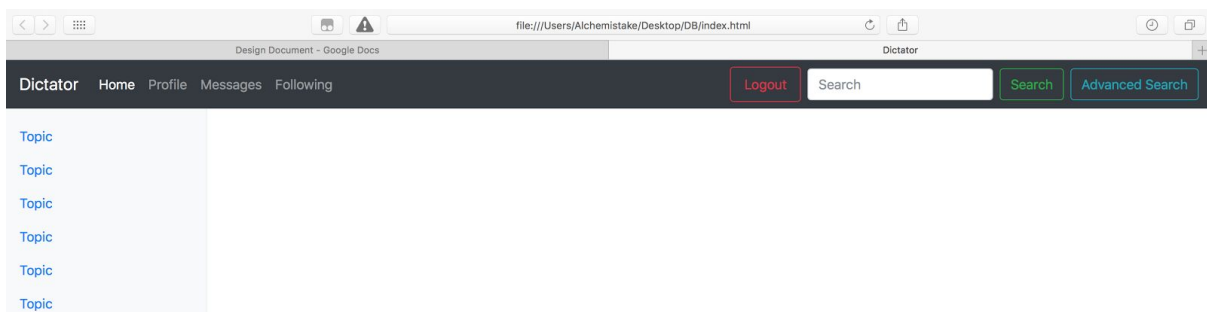 file:///Users/Alchemistake/Desktop/DB/index.html
Design Document - Google Docs Dictator
Dictator Home Profile Messages Following Logout Search Search Advanced Search
Topic
Topic
Topic
Topic
Topic
Topic